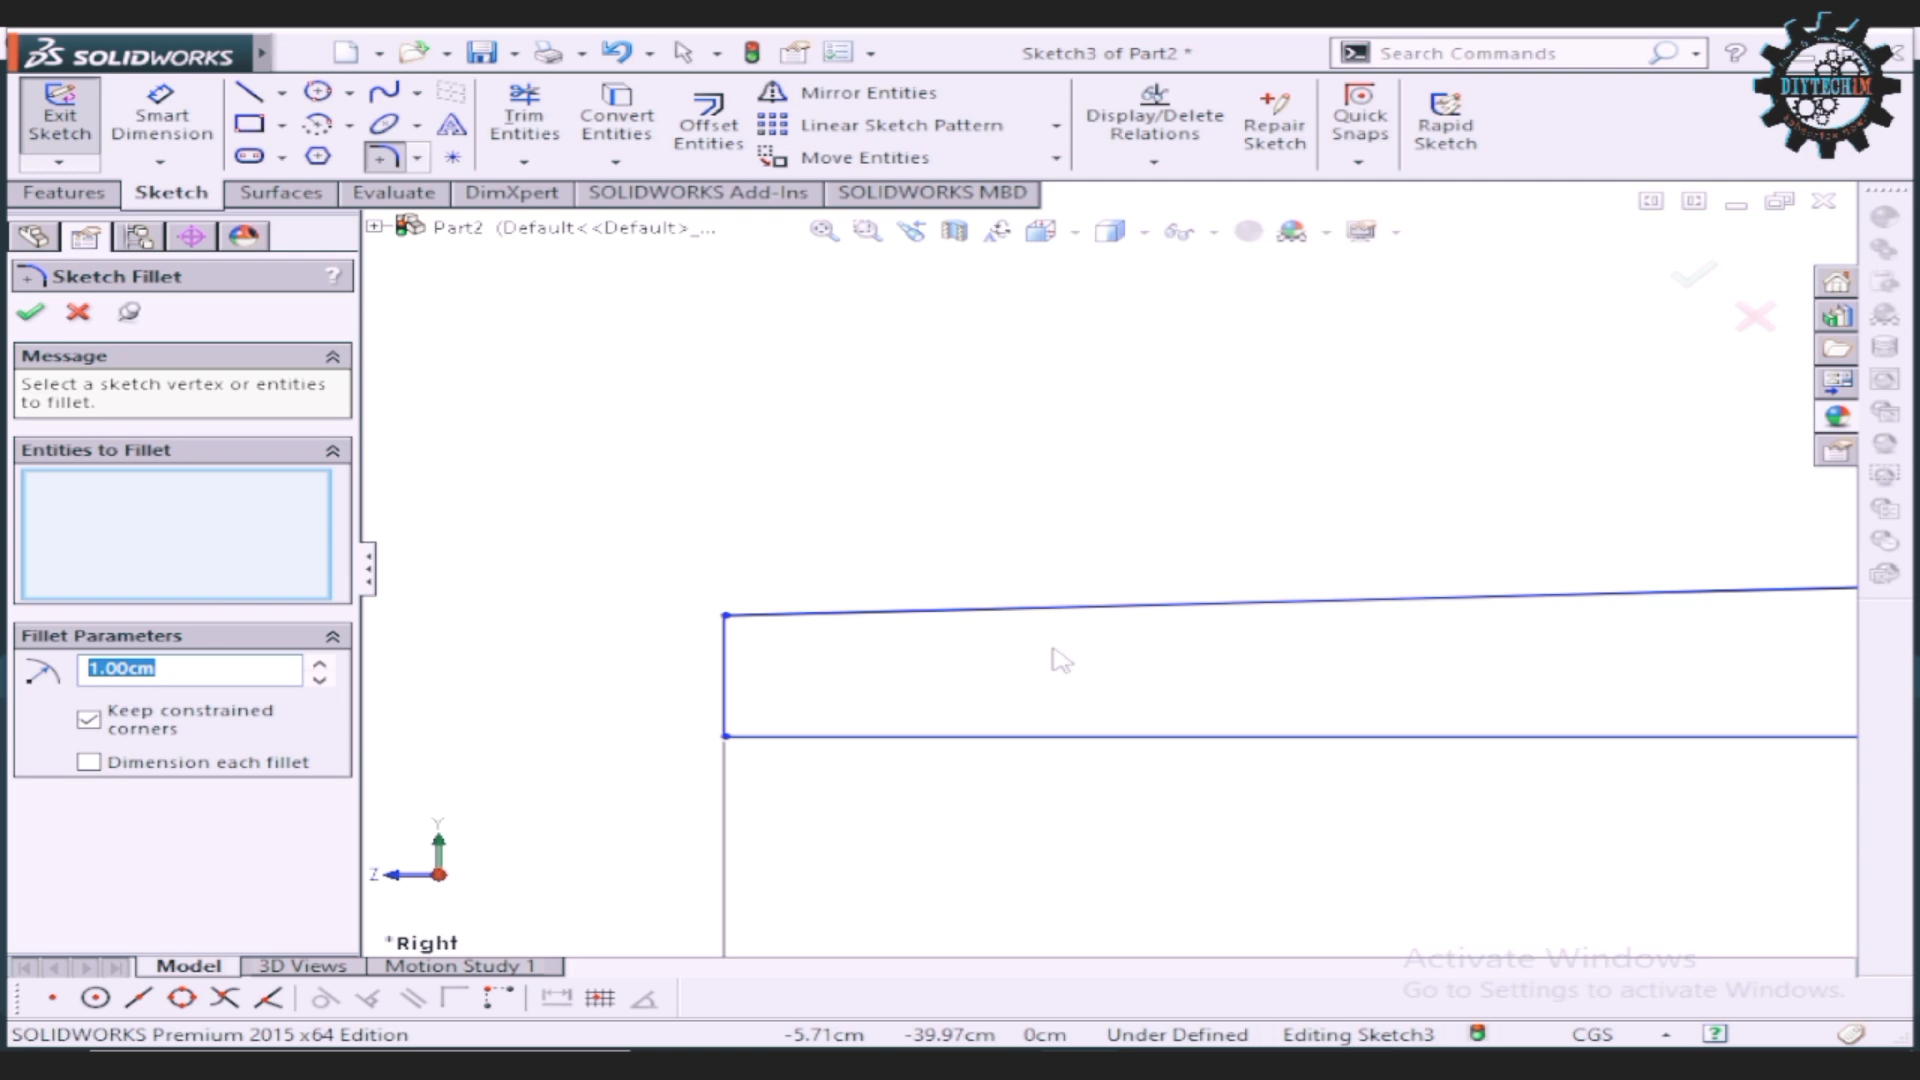 SOLIDWORKS
Sketch3 of Part2 *
Search Commands
?
DIYTECH1M
Exit Sketch
Smart Dimension
Trim Entities
Convert Entities
Offset Entities
Mirror Entities
Linear Sketch Pattern
Move Entities
Display/Delete Relations
Repair Sketch
Quick Snaps
Rapid Sketch
Features
Sketch
Surfaces
Evaluate
DimXpert
SOLIDWORKS Add-Ins
SOLIDWORKS MBD
Part2 (Default<<Default>_...
Sketch Fillet
?
Message
Select a sketch vertex or entities
to fillet.
Entities to Fillet
Fillet Parameters
1.00cm
Keep constrained
corners
Dimension each fillet
Y
Z
*Right
Activate Windows
Go to Settings to activate Windows.
Model
3D Views
Motion Study 1
SOLIDWORKS Premium 2015 x64 Edition
-5.71cm
-39.97cm
0cm
Under Defined
Editing Sketch3
CGS
?